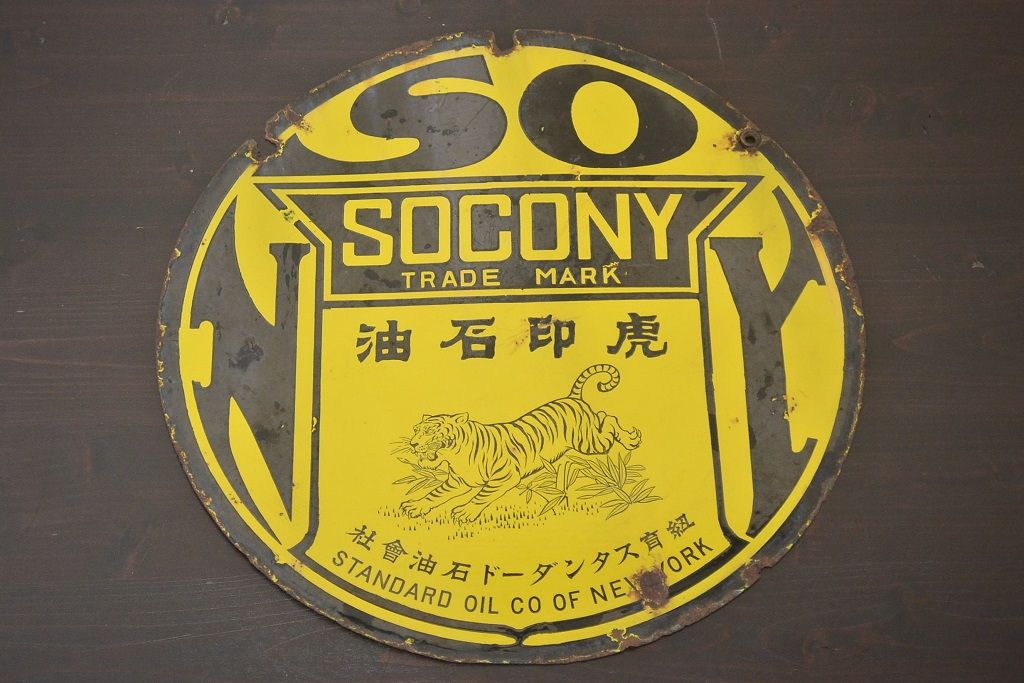 SO
N Y
SOCONY
TRADE MARK
虎印石油
紐育スタンダード石油會社
STANDARD OIL CO OF NEW YORK